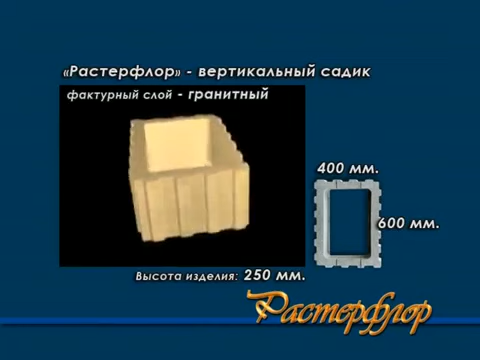 «Растерфлор» - вертикальный садик
фактурный слой - гранитный
400 мм.
600 мм.
Высота изделия: 250 мм.
Растерфлор